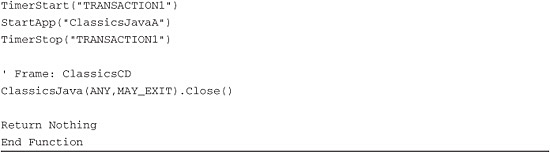 TimerStart("TRANSACTION1")
StartApp("ClassicsJavaA")
TimerStop("TRANSACTION1")
' Frame: ClassicsCD
ClassicsJava(ANY,MAY_EXIT).Close()
Return Nothing
End Function